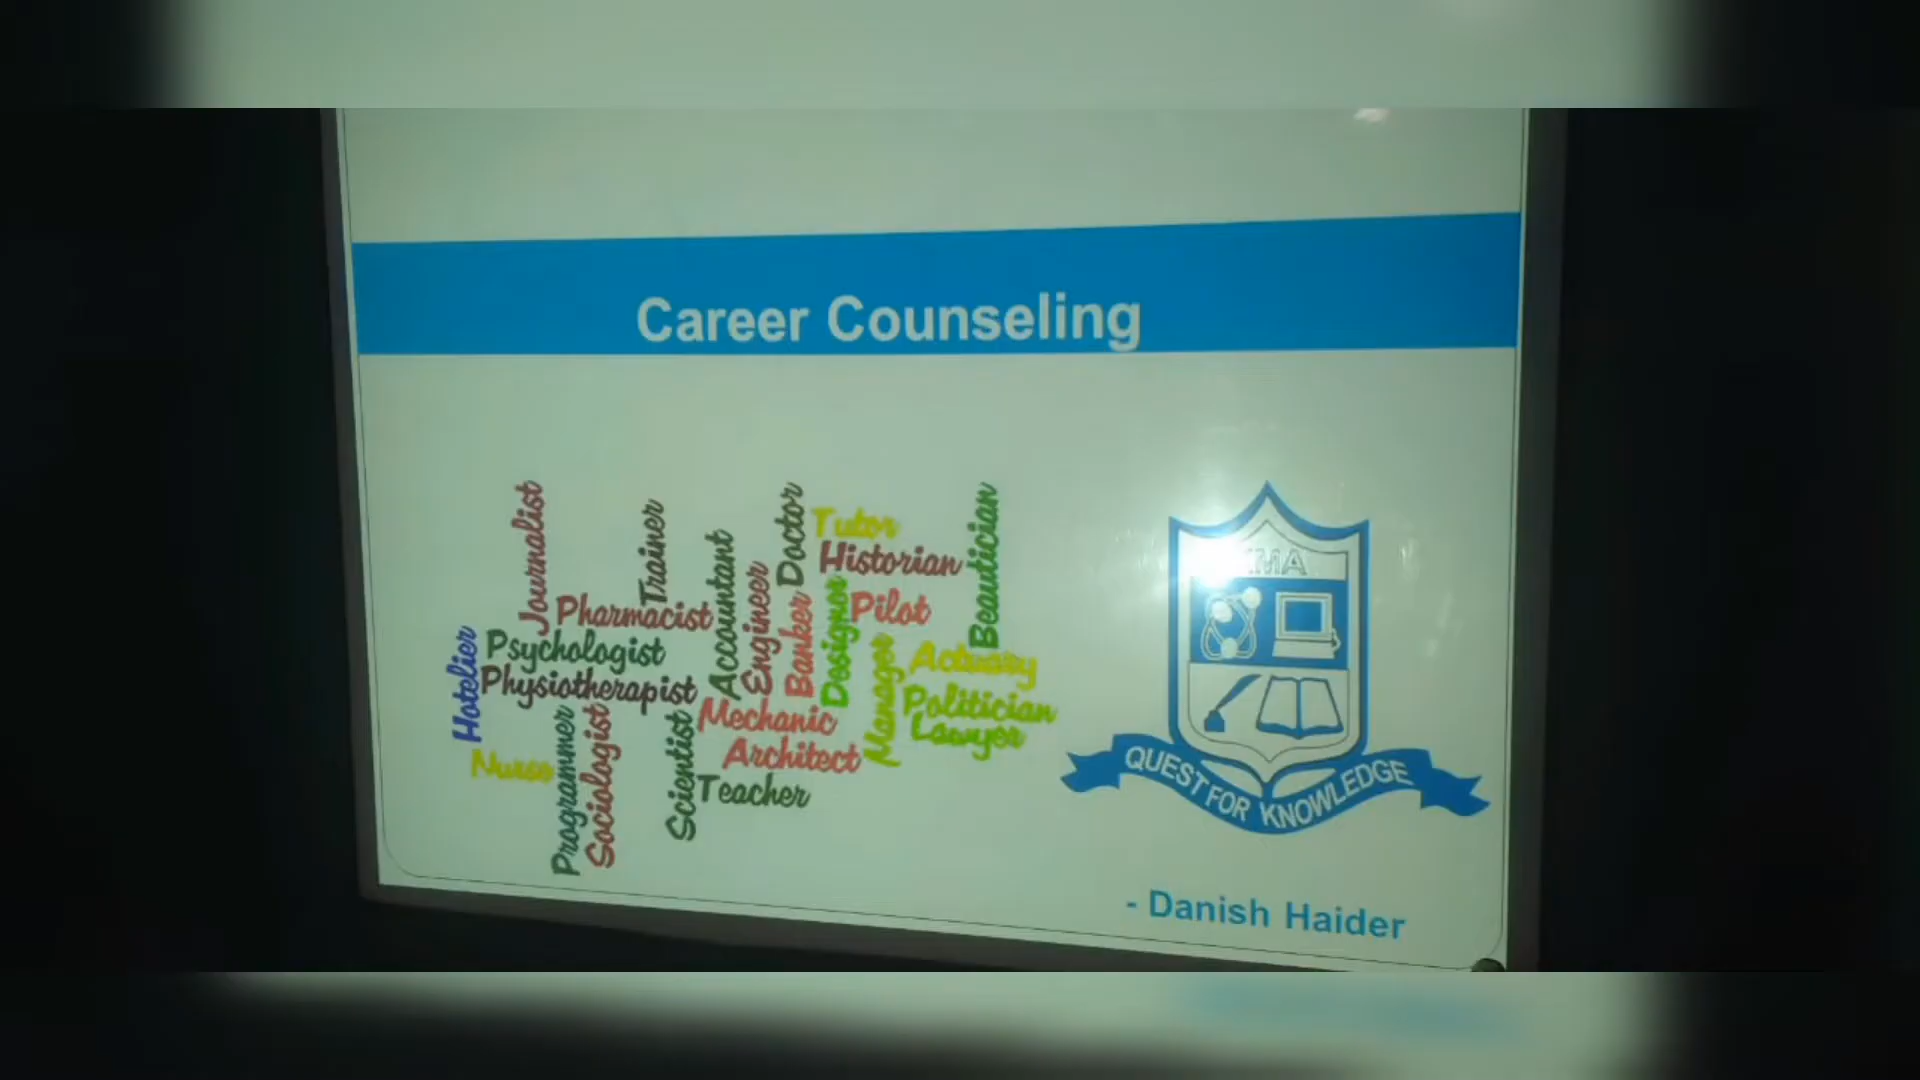 Career Counseling
Journalist
Trainer
Accountant
Doctor
Tutor
Historian
Beautician
Pharmacist
Engineer
Banker
Designer
Pilot
Hotelier
Psychologist
Physiotherapist
Manager
Actuary
Politician
Lawyer
Mechanic
Architect
Nurse
Programmer
Sociologist
Scientist
Teacher
QUEST FOR KNOWLEDGE
- Danish Haider